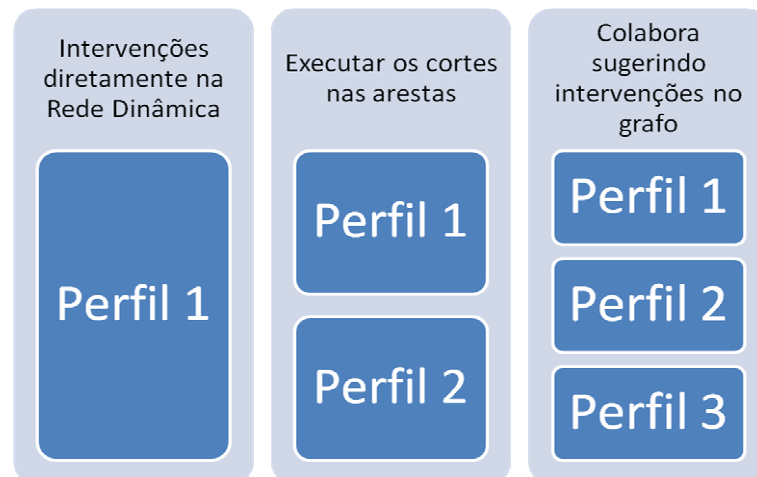 Intervenções
diretamente na
Rede Dinâmica
Perfil 1
Executar os cortes
nas arestas
Perfil 1
Perfil 2
Colabora
sugerindo
intervenções no
grafo
Perfil 1
Perfil 2
Perfil 3